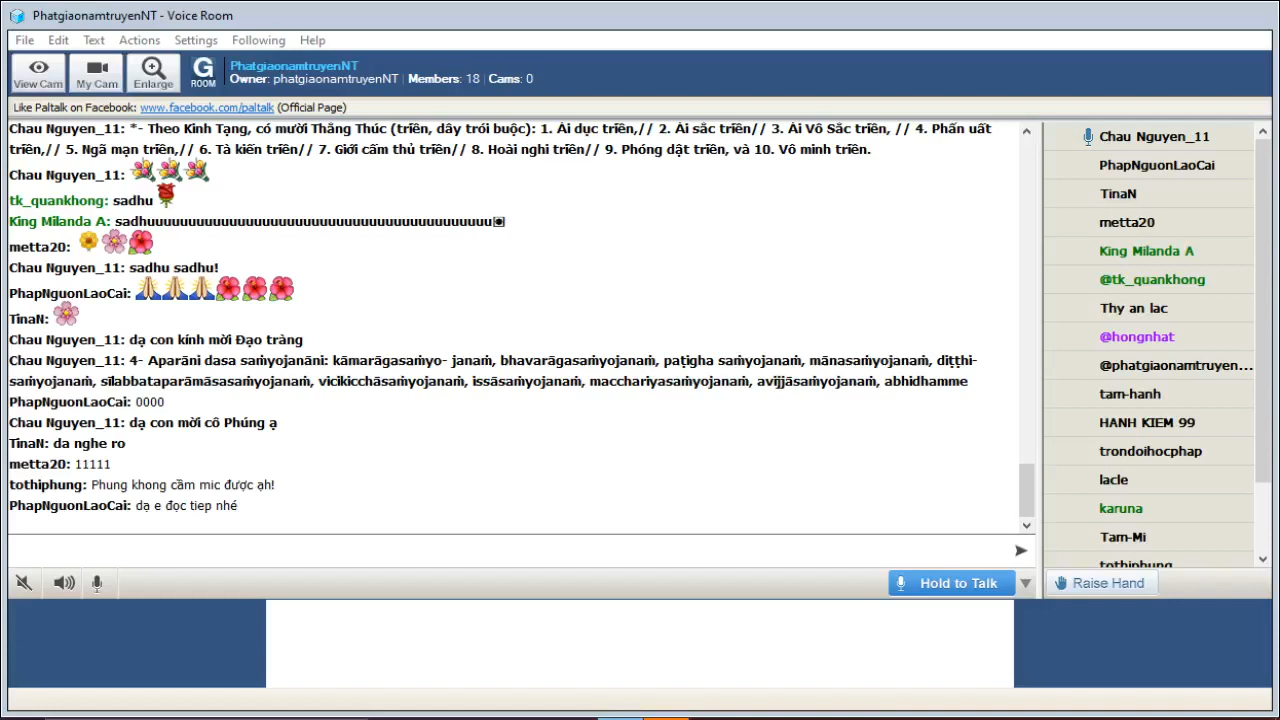 PhatgiaonamtruyenNT - Voice Room
File Edit Text Actions Settings Following Help
View Cam
My Cam
Enlarge
G ROOM
PhatgiaonamtruyenNT
Owner: phatgiaonamtruyenNT | Members: 18 | Cams: 0
Like Paltalk on Facebook: www.facebook.com/paltalk (Official Page)
Chau Nguyen_11: *- Theo Kinh Tạng, có mười Thằng Thúc (triền, dây trói buộc): 1. Ái dục triền,// 2. Ái sắc triền// 3. Ái Vô Sắc triền, // 4. Phấn uất
triền,// 5. Ngã mạn triền,// 6. Tà kiến triền// 7. Giới cấm thủ triền// 8. Hoài nghi triền// 9. Phóng dật triền, và 10. Vô minh triền.
Chau Nguyen_11:
tk_quankhong: sadhu
King Milanda A: sadhuuuuuuuuuuuuuuuuuuuuuuuuuuuuuuuuuuuuuuuuuu
metta20:
Chau Nguyen_11: sadhu sadhu!
PhapNguonLaoCai:
TinaN:
Chau Nguyen_11: dạ con kính mời Đạo tràng
Chau Nguyen_11: 4- Aparāni dasa saṁyojanāni: kāmarāgasaṁyo- janaṁ, bhavarāgasaṁyojanaṁ, paṭigha saṁyojanaṁ, mānasaṁyojanaṁ, diṭṭhi-
saṁyojanaṁ, sīlabbataparāmāsasaṁyojanaṁ, vicikicchāsaṁyojanaṁ, issāsaṁyojanaṁ, macchariyasaṁyojanaṁ, avijjāsaṁyojanaṁ, abhidhamme
PhapNguonLaoCai: 0000
Chau Nguyen_11: dạ con mời cô Phúng ạ
TinaN: da nghe ro
metta20: 11111
tothiphung: Phung khong cầm mic được ạh!
PhapNguonLaoCai: dạ e đọc tiep nhé
Hold to Talk
Chau Nguyen_11
PhapNguonLaoCai
TinaN
metta20
King Milanda A
@tk_quankhong
Thy an lac
@hongnhat
@phatgiaonamtruyen...
tam-hanh
HANH KIEM 99
trondoihocphap
lacle
karuna
Tam-Mi
tothiphung
Raise Hand